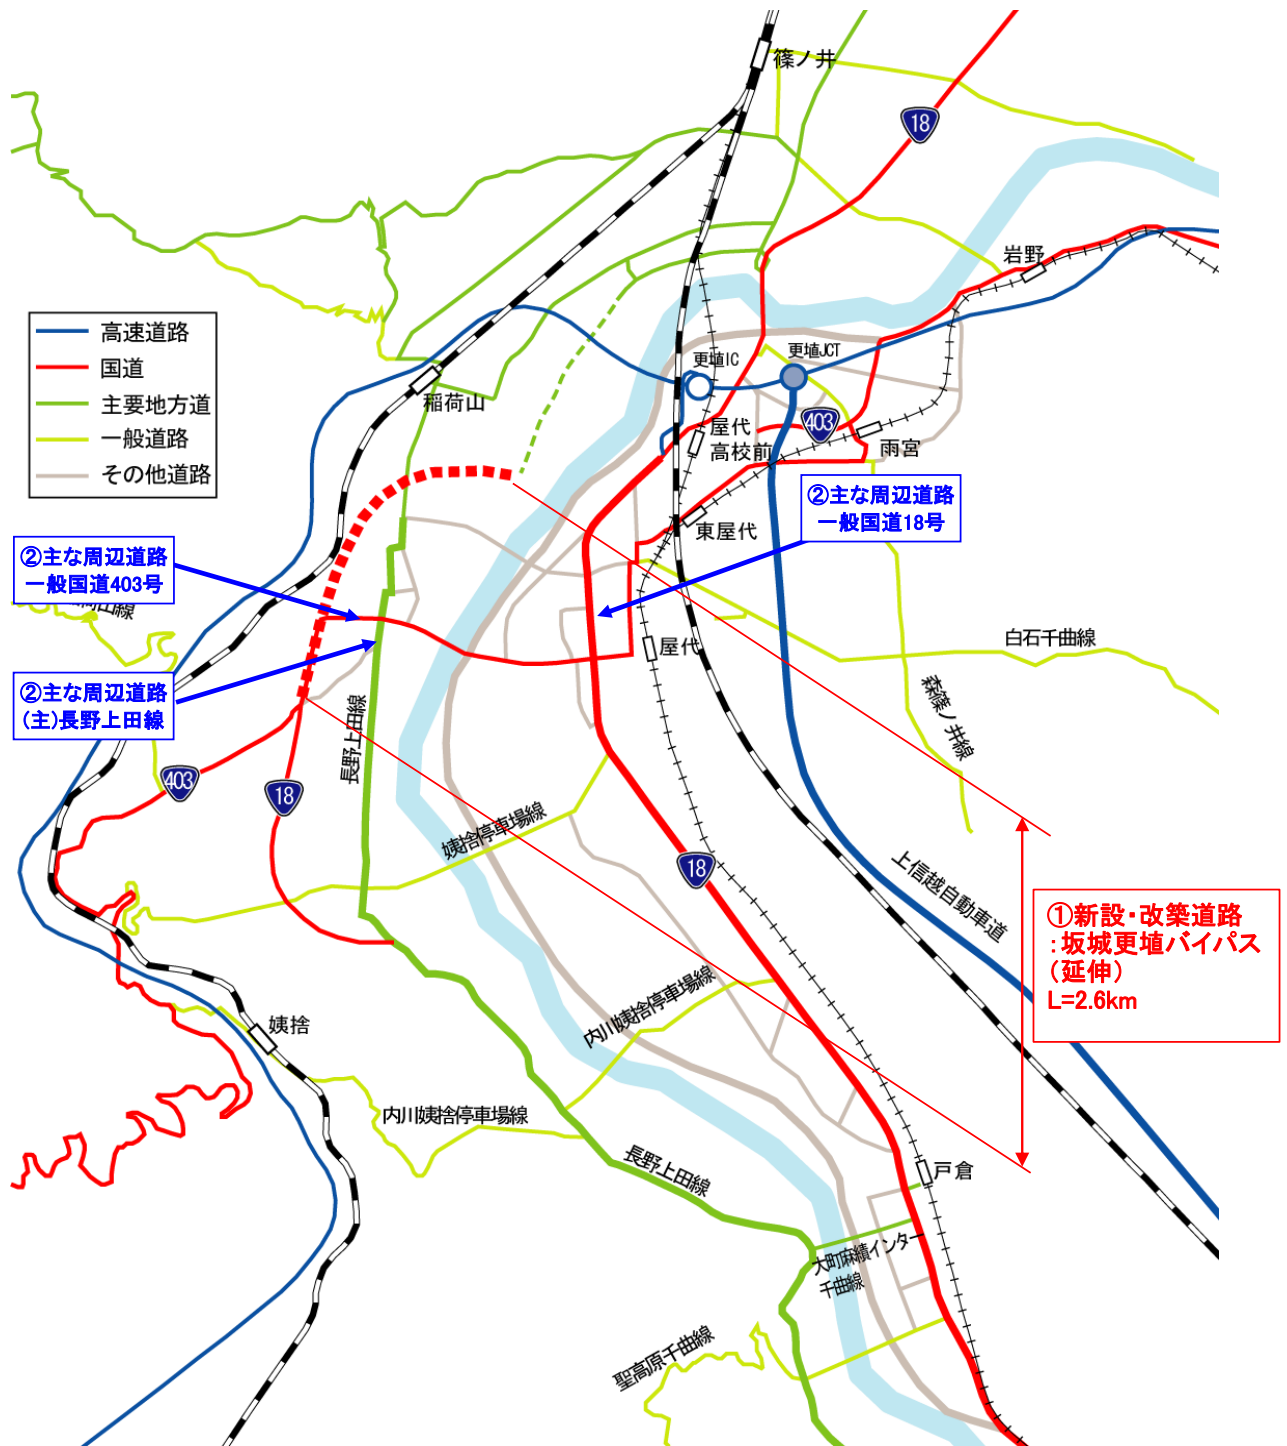 篠ノ井
18
岩野
高速道路
国道
主要地方道
一般道路
その他道路
更埴IC
更埴JCT
稲荷山
403
屋代
高校前
雨宮
東屋代
②主な周辺道路
一般国道18号
②主な周辺道路
一般国道403号
田線
屋代
白石千曲線
②主な周辺道路
(主)長野上田線
長野上田線
森篠ノ井線
403
18
姨捨停車場線
18
上信越自動車道
①新設・改築道路
:坂城更埴バイパス
(延伸)
L=2.6km
内川姨捨停車場線
姨捨
内川姨捨停車場線
長野上田線
戸倉
大町麻績インター
千曲線
聖高原千曲線